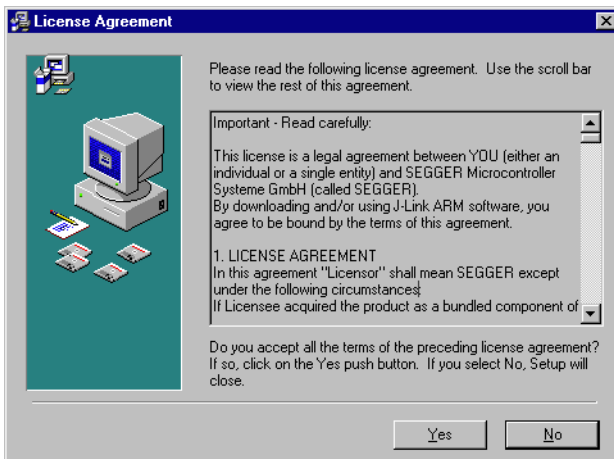 License Agreement
Please read the following license agreement. Use the scroll bar
to view the rest of this agreement.
Important - Read carefully:
This license is a legal agreement between YOU (either an
individual or a single entity) and SEGGER Microcontroller
Systeme GmbH (called SEGGER).
By downloading and/or using J-Link ARM software, you
agree to be bound by the terms of this agreement.
1. LICENSE AGREEMENT
In this agreement "Licensor" shall mean SEGGER except
under the following circumstances:
If Licensee acquired the product as a bundled component of
Do you accept all the terms of the preceding license agreement?
If so, click on the Yes push button. If you select No, Setup will
close.
Yes
No